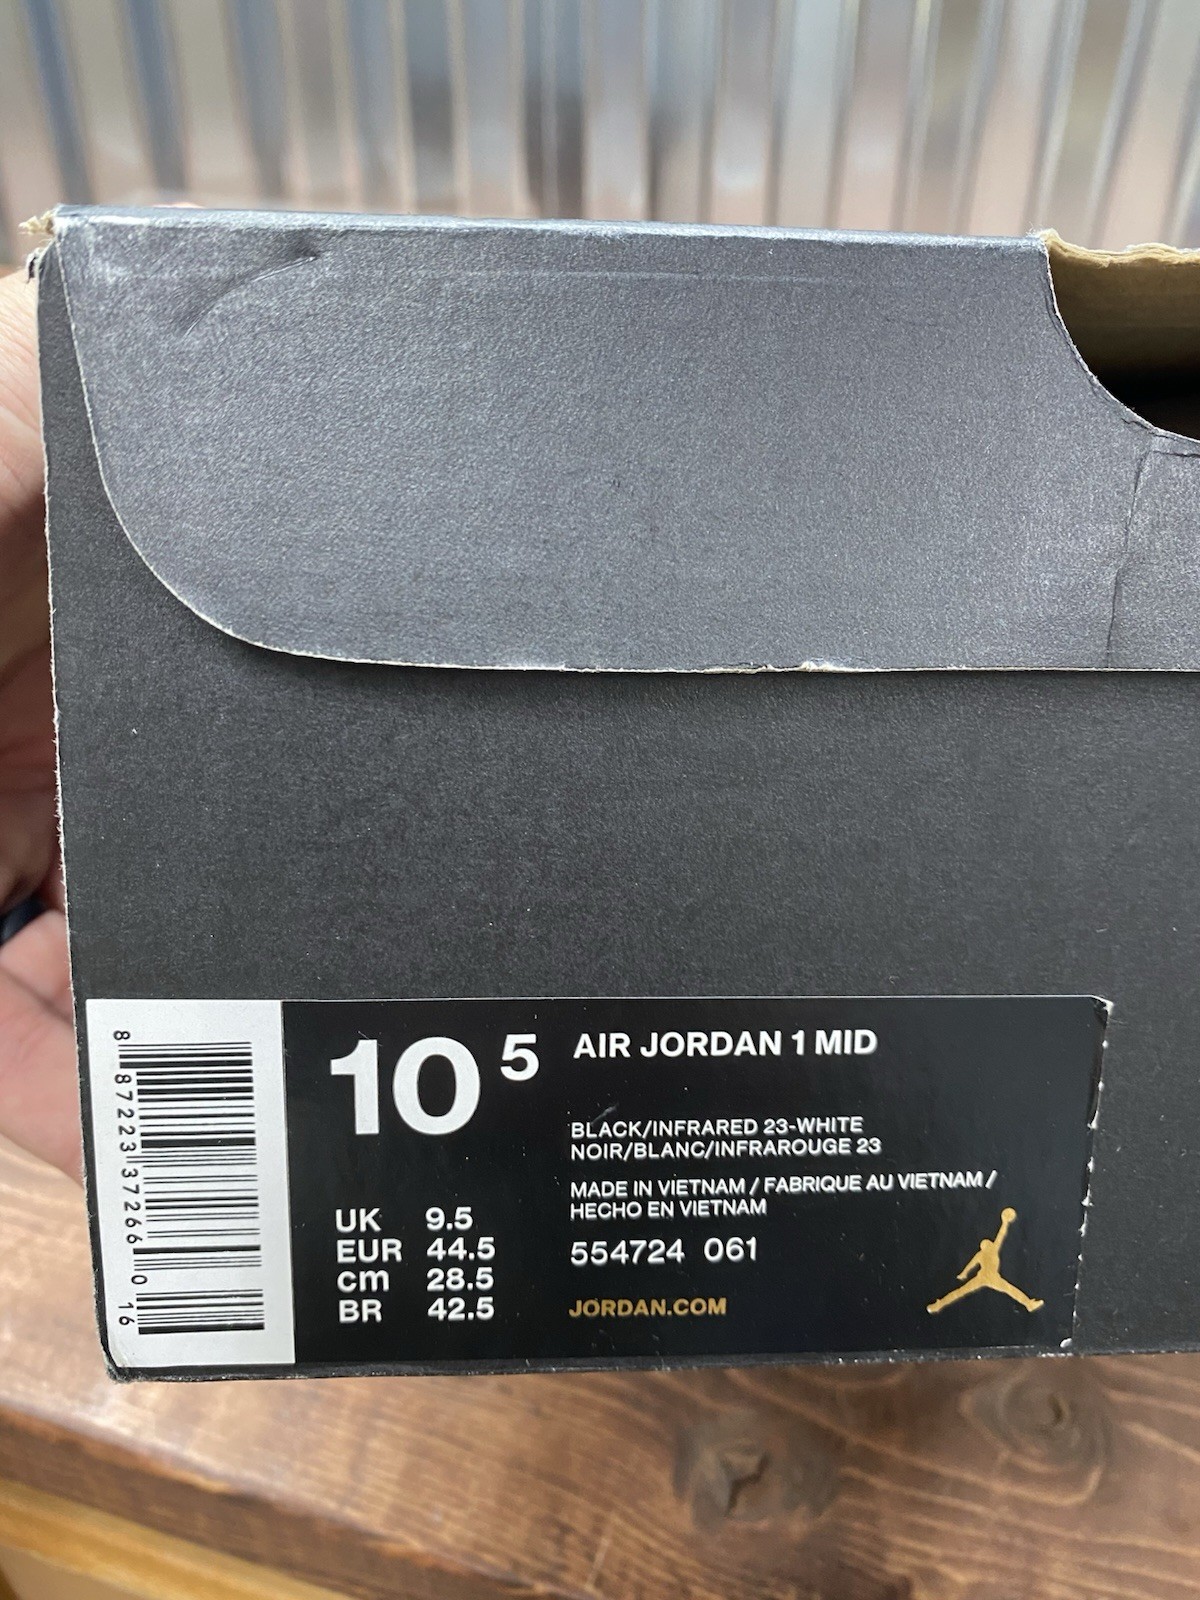 8 87223 37266 0 16
10 5
AIR JORDAN 1 MID
BLACK/INFRARED 23-WHITE
NOIR/BLANC/INFRAROUGE 23
MADE IN VIETNAM / FABRIQUE AU VIETNAM /
HECHO EN VIETNAM
554724 061
JORDAN.COM
UK 9.5
EUR 44.5
cm 28.5
BR 42.5